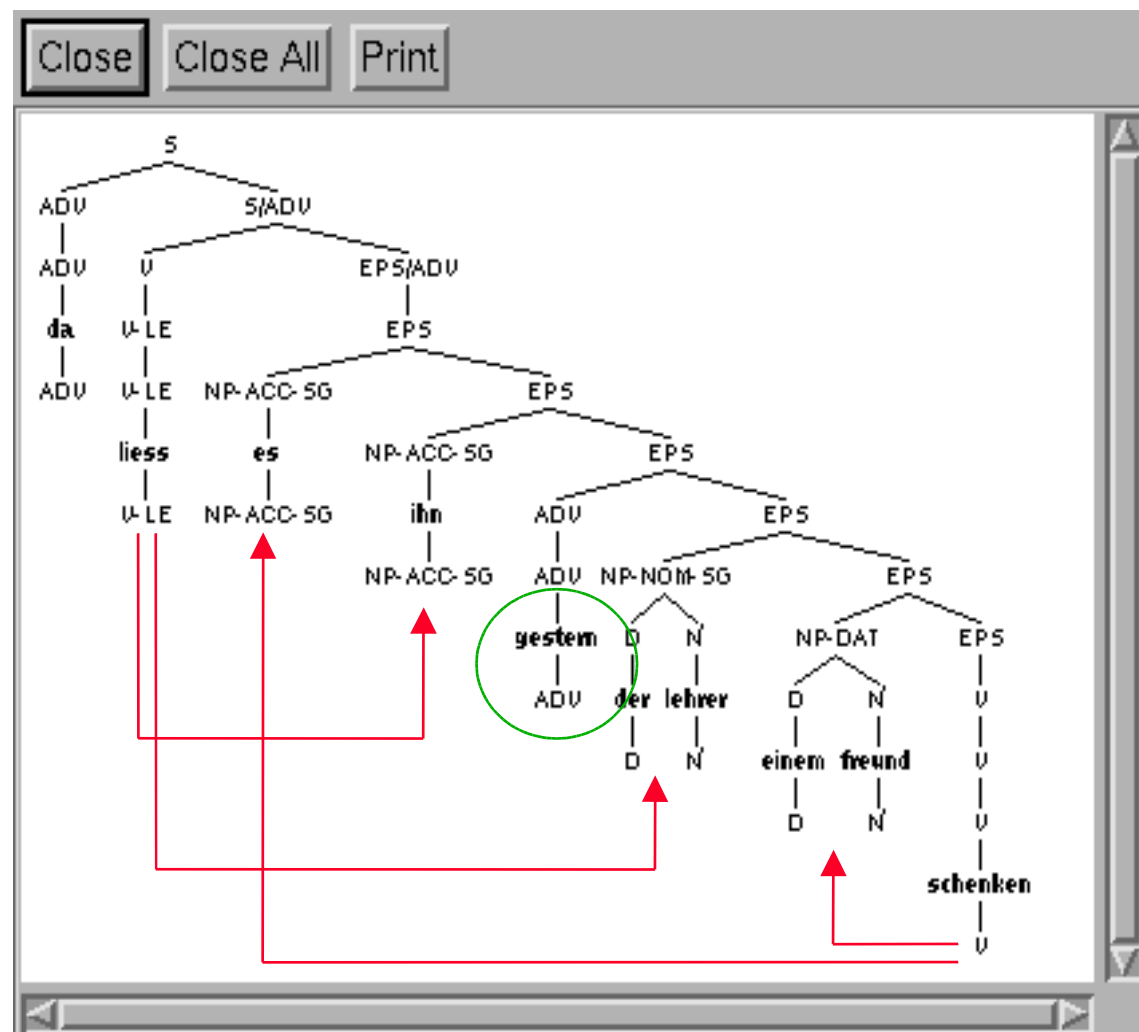 Close Close All Print
S
ADV S/ADV
ADV V EPS/ADV
da V-LE EPS
ADV V-LE NP-ACC-SG EPS
liess es NP-ACC-SG EPS
V-LE NP-ACC-SG ihn ADV EPS
NP-ACC-SG ADV NP-NOM-SG EPS
gestern D N' NP-DAT EPS
ADV der lehrer D N' V
D N' einem freund V
D N' V
schenken
V